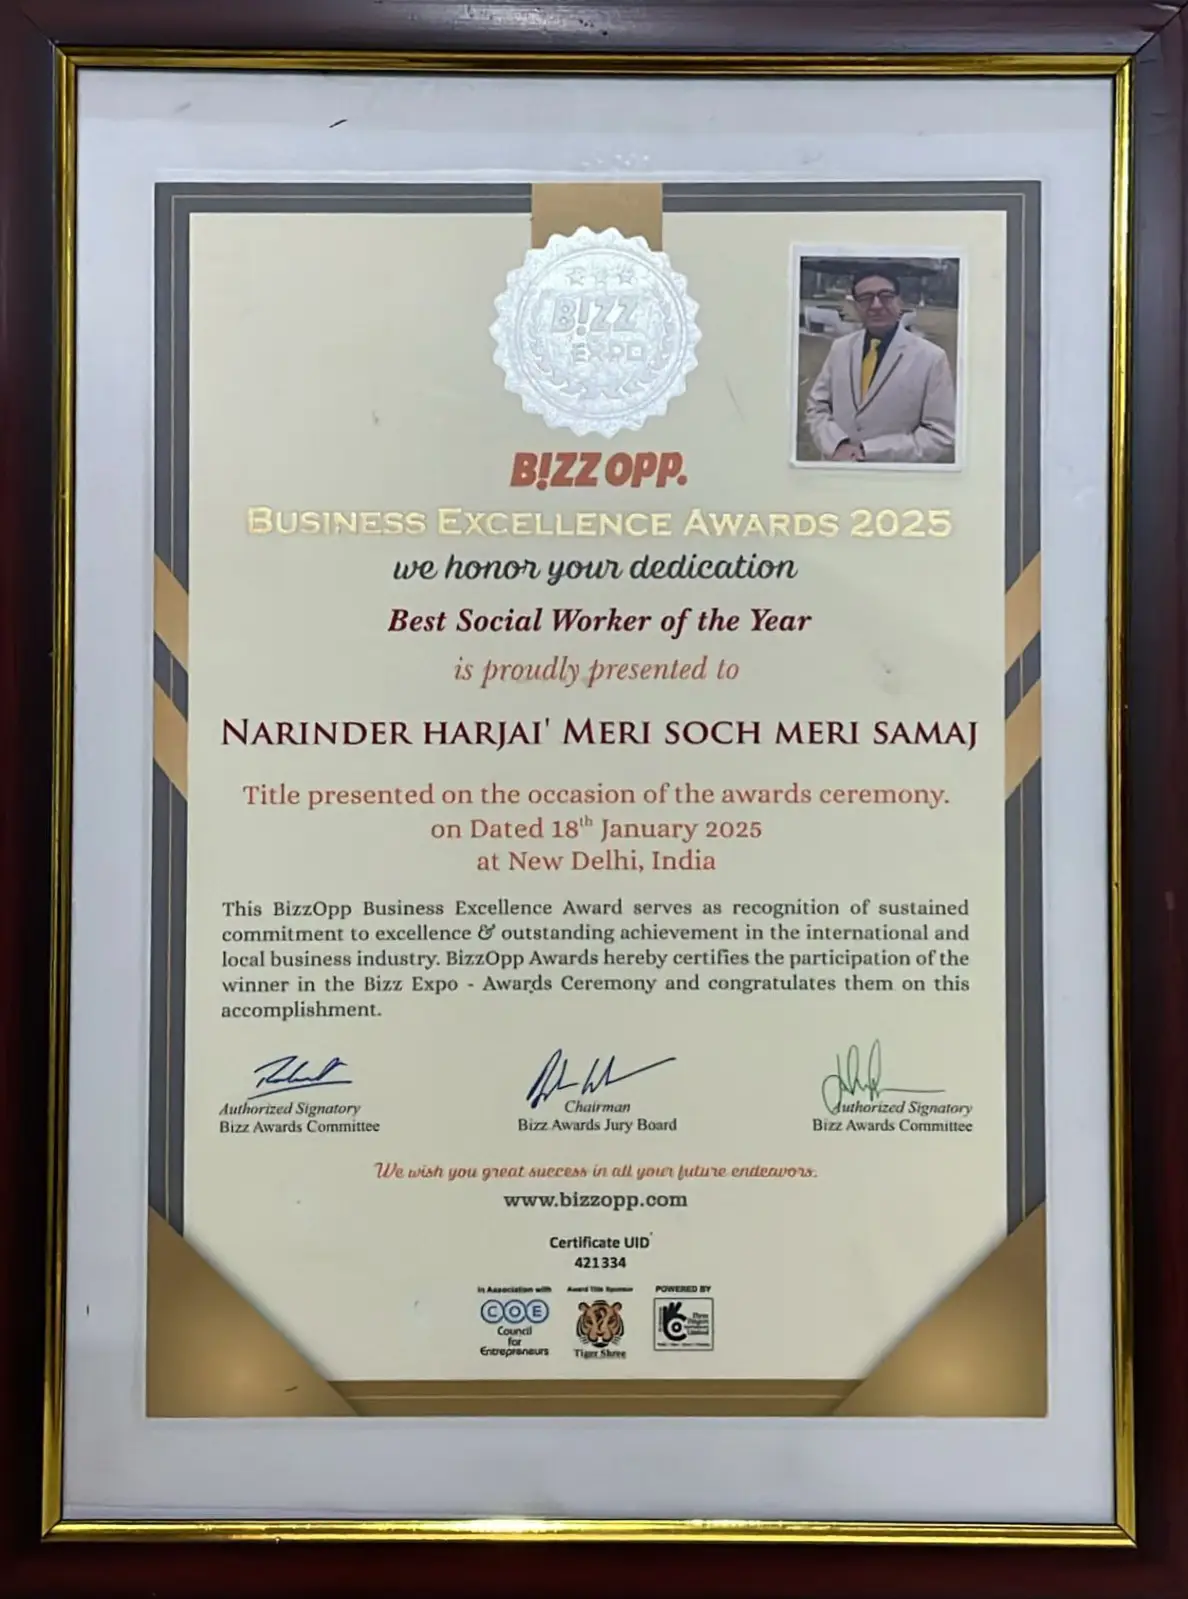 B!ZZ
EXPO
B!ZZ OPP.
BUSINESS EXCELLENCE AWARDS 2025
we honor your dedication
Best Social Worker of the Year
is proudly presented to
NARINDER HARJAI' MERI SOCH MERI SAMAJ
Title presented on the occasion of the awards ceremony.
on Dated 18th January 2025
at New Delhi, India
This BizzOpp Business Excellence Award serves as recognition of sustained
commitment to excellence & outstanding achievement in the international and
local business industry. BizzOpp Awards hereby certifies the participation of the
winner in the Bizz Expo - Awards Ceremony and congratulates them on this
accomplishment.
Authorized Signatory Chairman Authorized Signatory
Bizz Awards Committee Bizz Awards Jury Board Bizz Awards Committee
We wish you great success in all your future endeavors.
www.bizzopp.com
Certificate UID
421334
In Association with Award Title Sponsor POWERED BY
COE
Council
for
Entrepreneurs
Tiger Shree